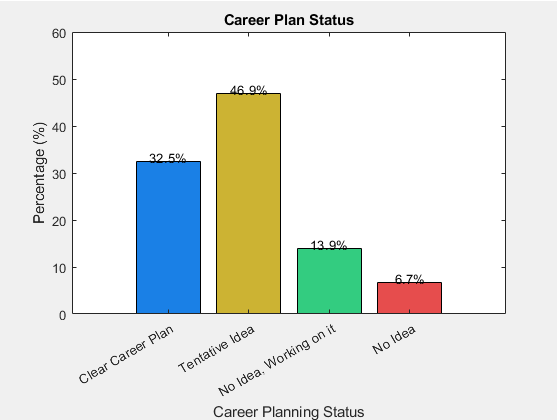 Career Plan Status
Percentage (%)
60
50
40
30
20
10
0
32.5%
46.9%
13.9%
6.7%
Clear Career Plan
Tentative Idea
No Idea. Working on it
No Idea
Career Planning Status